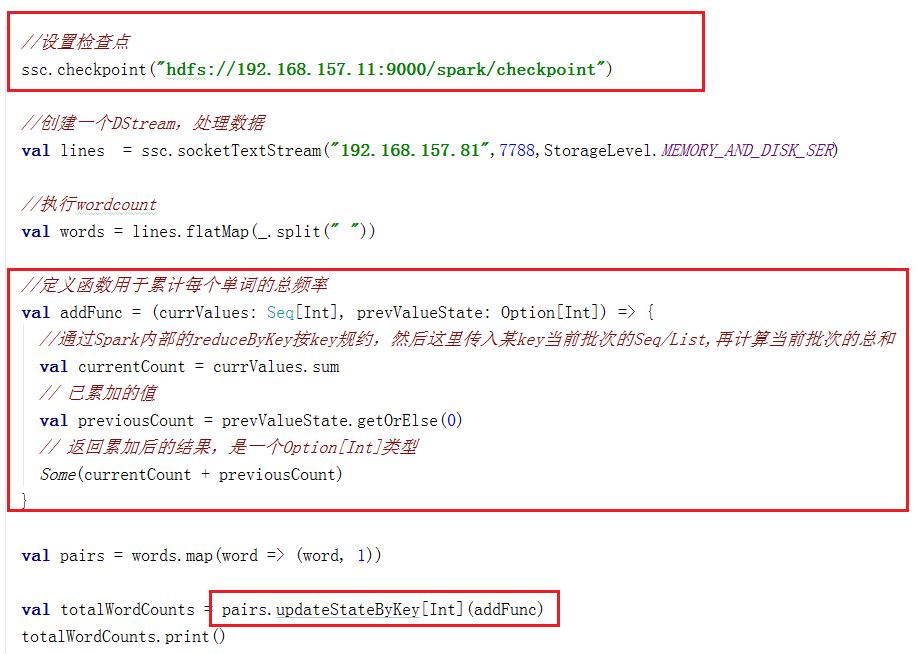 //设置检查点
ssc.checkpoint("hdfs://192.168.157.11:9000/spark/checkpoint")
//创建一个DStream，处理数据
val lines  = ssc.socketTextStream("192.168.157.81",7788,StorageLevel.MEMORY_AND_DISK_SER)
//执行wordcount
val words = lines.flatMap(_.split(" "))
//定义函数用于累计每个单词的总频率
val addFunc = (currValues: Seq[Int], prevValueState: Option[Int]) => {
//通过Spark内部的reduceByKey按key规约，然后这里传入某key当前批次的Seq/List,再计算当前批次的总和
val currentCount = currValues.sum
// 已累加的值
val previousCount = prevValueState.getOrElse(0)
// 返回累加后的结果，是一个Option[Int]类型
Some(currentCount + previousCount)
}
val pairs = words.map(word => (word, 1))
val totalWordCounts = pairs.updateStateByKey[Int](addFunc)
totalWordCounts.print()